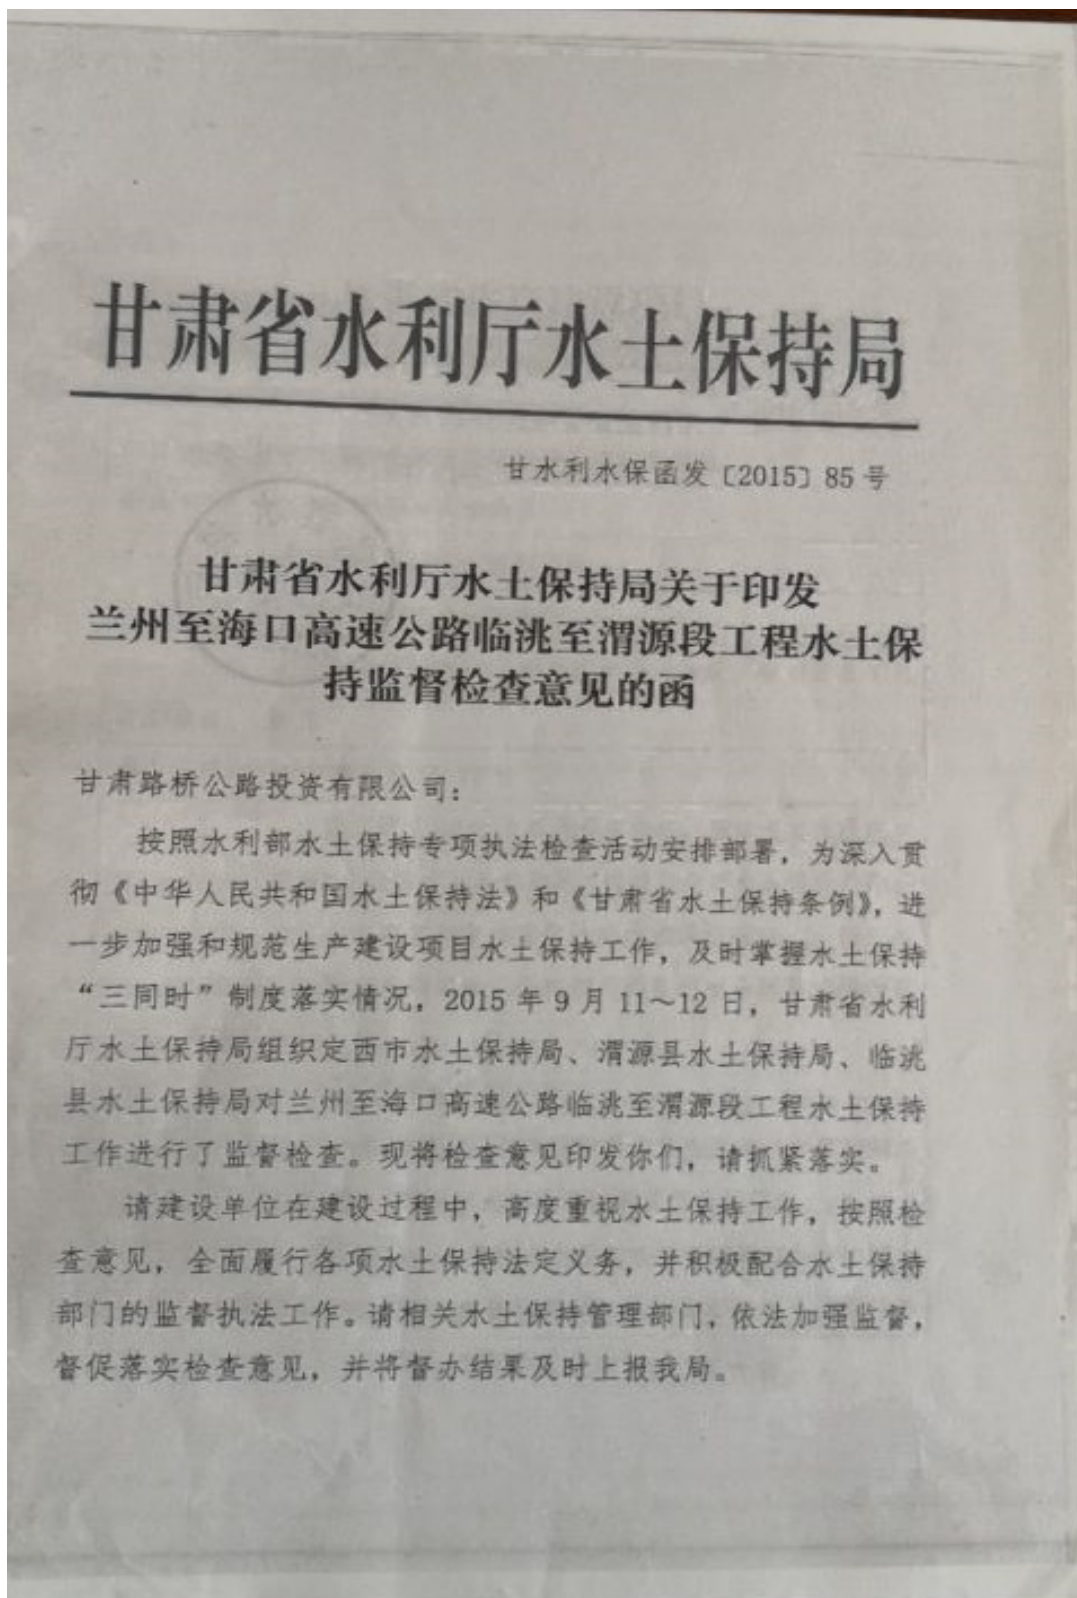 甘肃省水利厅水土保持局
甘水利水保函发〔2015〕85号
甘肃省水利厅水土保持局关于印发
兰州至海口高速公路临洮至渭源段工程水土保
持监督检查意见的函
甘肃路桥公路投资有限公司：
按照水利部水土保持专项执法检查活动安排部署，为深入贯
彻《中华人民共和国水土保持法》和《甘肃省水土保持条例》，进
一步加强和规范生产建设项目水土保持工作，及时掌握水土保持
“三同时”制度落实情况，2015年9月11～12日，甘肃省水利
厅水土保持局组织定西市水土保持局、渭源县水土保持局、临洮
县水土保持局对兰州至海口高速公路临洮至渭源段工程水土保持
工作进行了监督检查。现将检查意见印发你们，请抓紧落实。
请建设单位在建设过程中，高度重视水土保持工作，按照检
查意见，全面履行各项水土保持法定义务，并积极配合水土保持
部门的监督执法工作。请相关水土保持管理部门，依法加强监督，
督促落实检查意见，并将督办结果及时上报我局。